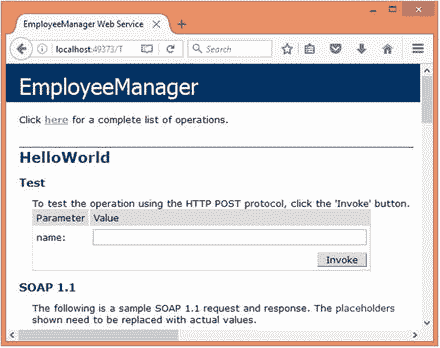 EmployeeManager Web Service
localhost:49373/T
Search
EmployeeManager
Click here for a complete list of operations.
HelloWorld
Test
To test the operation using the HTTP POST protocol, click the 'Invoke' button.
Parameter Value
name:
Invoke
SOAP 1.1
The following is a sample SOAP 1.1 request and response. The placeholders
shown need to be replaced with actual values.